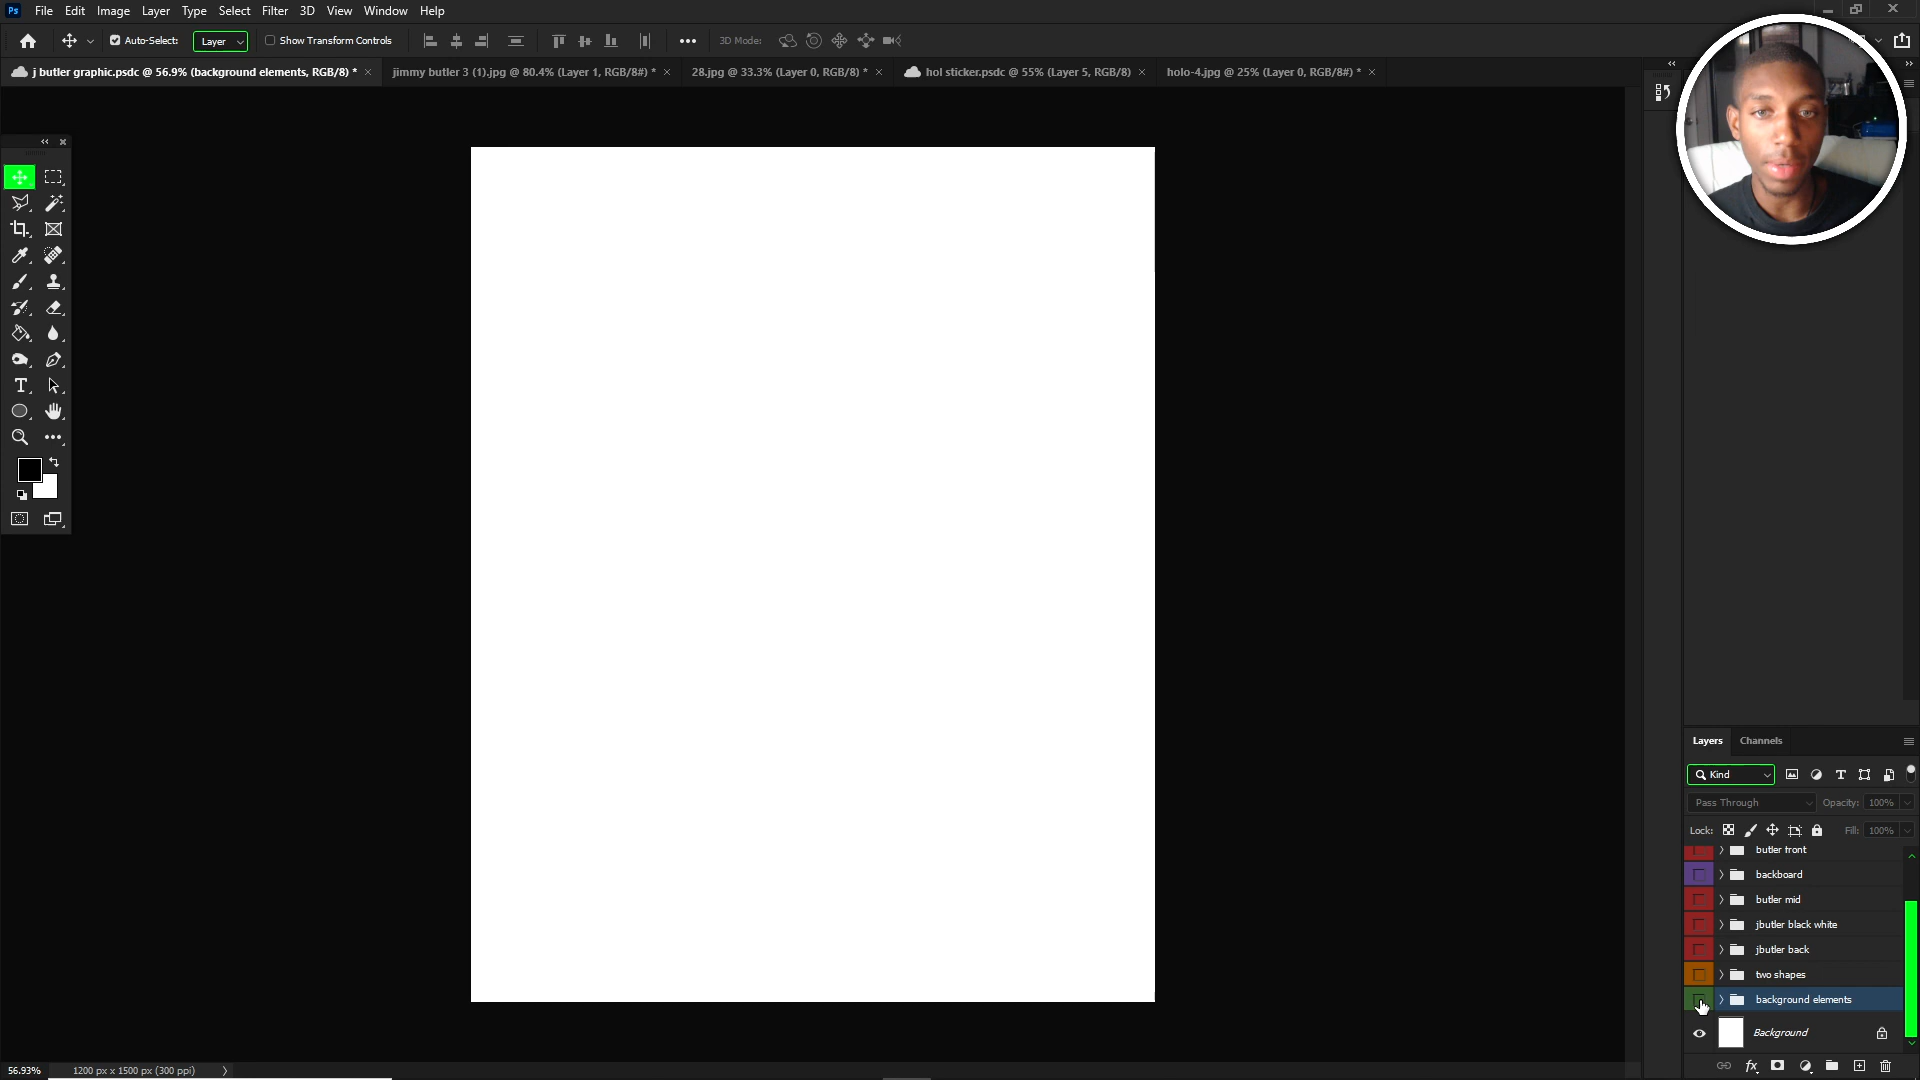 Ps File Edit Image Layer Type Select Filter 3D View Window Help
Auto-Select: Layer Show Transform Controls 3D Mode:
j butler graphic.psdc @ 56.9% (background elements, RGB/8) * jimmy butler 3 (1).jpg @ 80.4% (Layer 1, RGB/8#) * 28.jpg @ 33.3% (Layer 0, RGB/8) * hol sticker.psdc @ 55% (Layer 5, RGB/8) holo-4.jpg @ 25% (Layer 0, RGB/8#) *
Layers Channels
Kind
Pass Through Opacity: 100%
Lock: Fill: 100%
butler front
backboard
butler mid
jbutler black white
jbutler back
two shapes
background elements
Background
56.93% 1200 px x 1500 px (300 ppi)